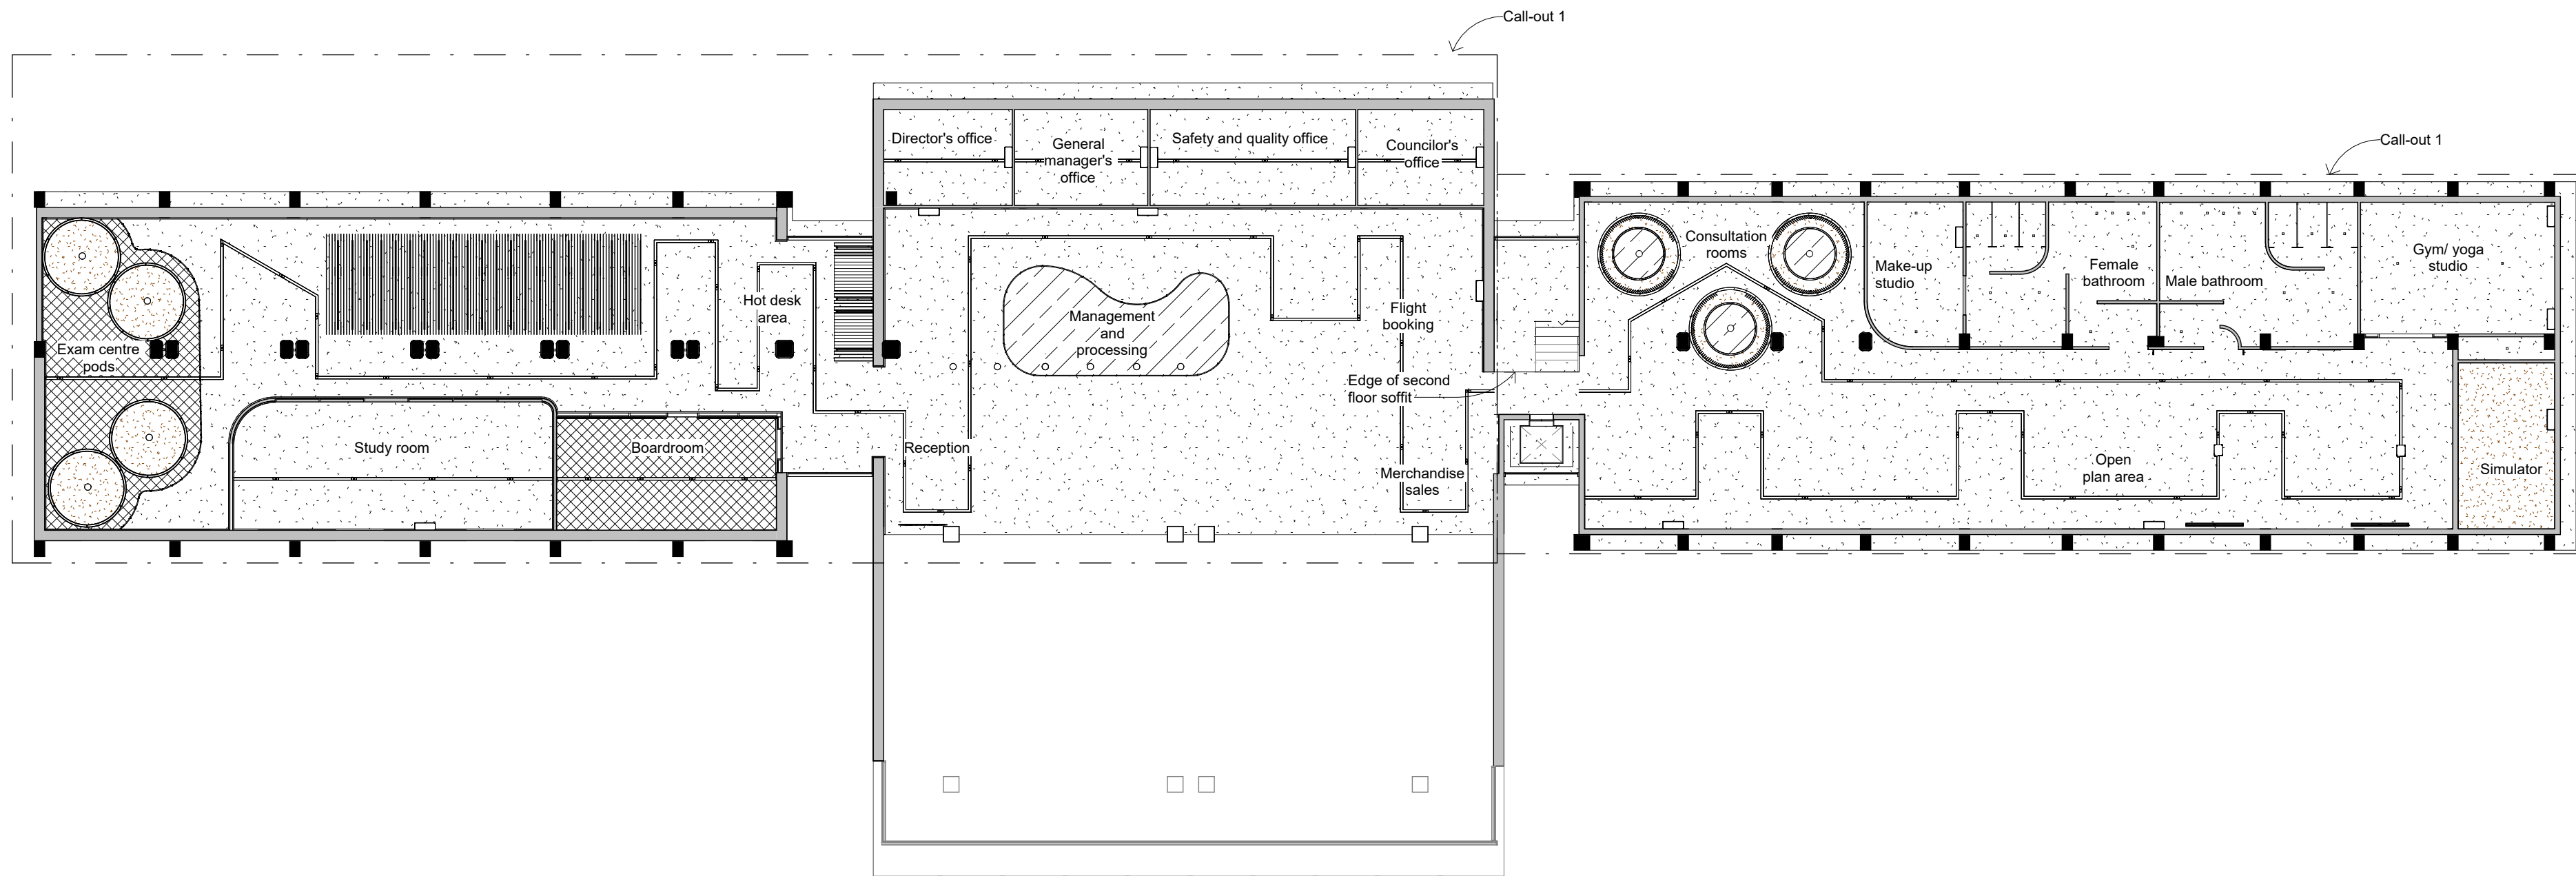 Call-out 1
Call-out 1
Director's office
General
manager's
office
Safety and quality office
Councilor's
office
Exam centre
pods
Hot desk
area
Study room
Boardroom
Reception
Management
and
processing
Flight
booking
Edge of second
floor soffit
Merchandise
sales
Consultation
rooms
Make-up
studio
Female
bathroom
Male bathroom
Gym/ yoga
studio
Open
plan area
Simulator